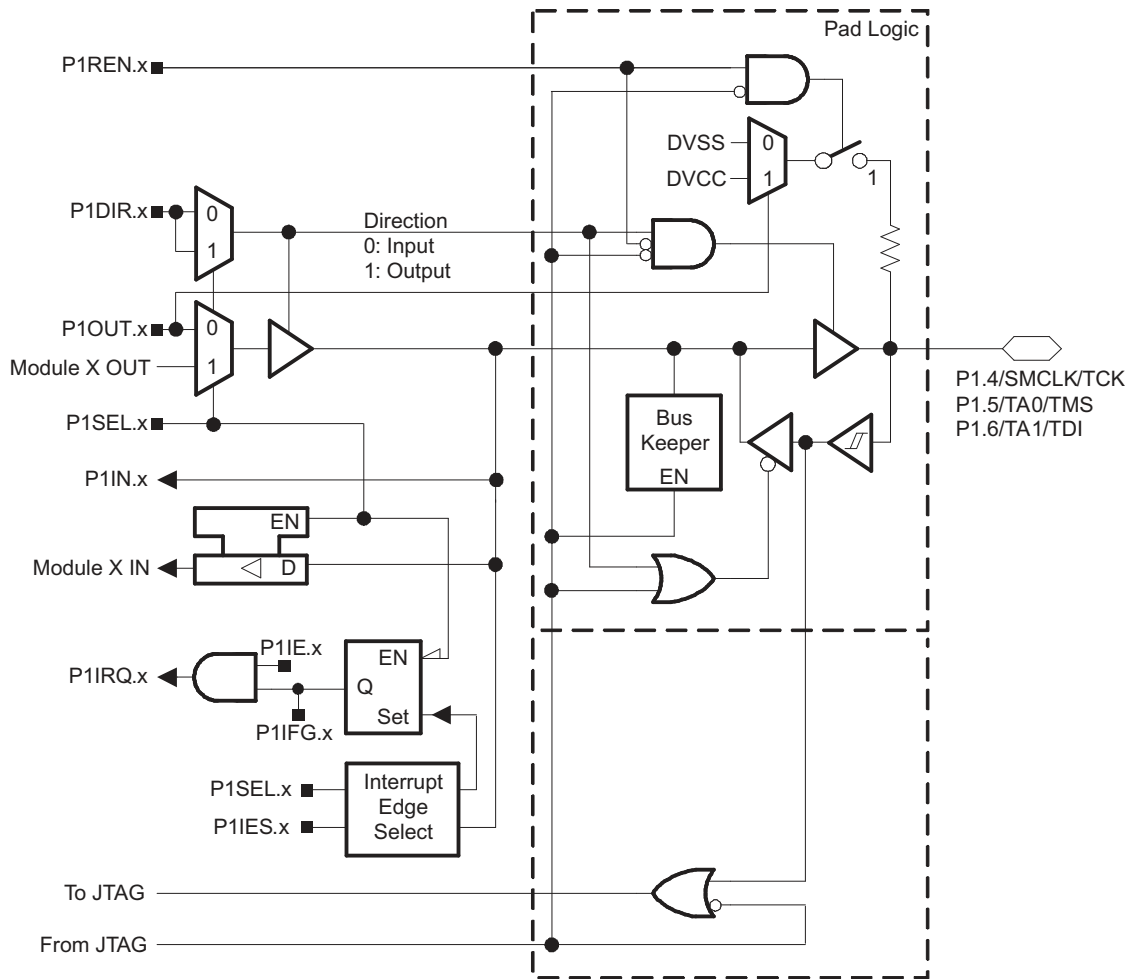 Pad Logic
P1REN.x
DVSS
0
DVCC
1
1
P1DIR.x
0
1
Direction
0: Input
1: Output
P1OUT.x
0
Module X OUT
1
P1.4/SMCLK/TCK
P1.5/TA0/TMS
P1.6/TA1/TDI
P1SEL.x
Bus
Keeper
EN
P1IN.x
EN
Module X IN
D
P1IE.x
P1IRQ.x
EN
Q
Set
P1IFG.x
P1SEL.x
P1IES.x
Interrupt
Edge
Select
To JTAG
From JTAG